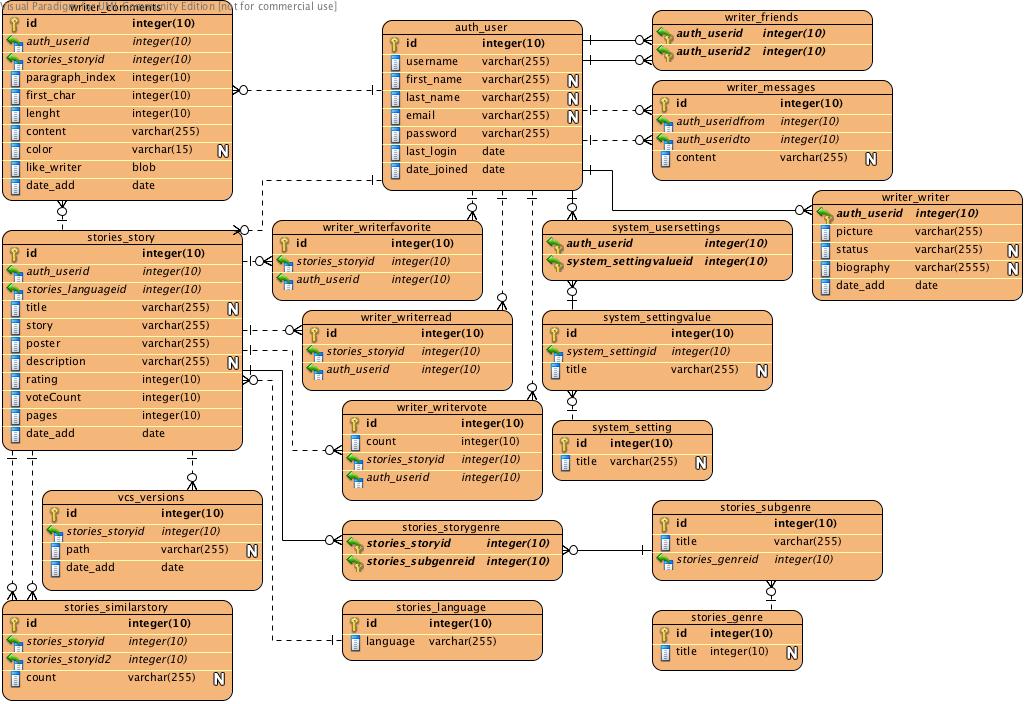 Visual Paradigm for UML Community Edition [not for commercial use]
writer_comments
id integer(10)
auth_userid integer(10)
stories_storyid integer(10)
paragraph_index integer(10)
first_char integer(10)
lenght integer(10)
content varchar(255)
color varchar(15) N
like_writer blob
date_add date
auth_user
id integer(10)
username varchar(255)
first_name varchar(255) N
last_name varchar(255) N
email varchar(255) N
password varchar(255)
last_login date
date_joined date
writer_friends
auth_userid integer(10)
auth_userid2 integer(10)
writer_messages
id integer(10)
auth_useridfrom integer(10)
auth_useridto integer(10)
content varchar(255) N
writer_writer
auth_userid integer(10)
picture varchar(255)
status varchar(255) N
biography varchar(2555) N
date_add date
stories_story
id integer(10)
auth_userid integer(10)
stories_languageid integer(10)
title varchar(255) N
story varchar(255)
poster varchar(255)
description varchar(255) N
rating integer(10)
voteCount integer(10)
pages integer(10)
date_add date
writer_writerfavorite
id integer(10)
stories_storyid integer(10)
auth_userid integer(10)
system_usersettings
auth_userid integer(10)
system_settingvalueid integer(10)
writer_writerread
id integer(10)
stories_storyid integer(10)
auth_userid integer(10)
system_settingvalue
id integer(10)
system_settingid integer(10)
title varchar(255) N
writer_writervote
id integer(10)
count integer(10)
stories_storyid integer(10)
auth_userid integer(10)
system_setting
id integer(10)
title varchar(255) N
vcs_versions
id integer(10)
stories_storyid integer(10)
path varchar(255) N
date_add date
stories_storygenre
stories_storyid integer(10)
stories_subgenreid integer(10)
stories_subgenre
id integer(10)
title varchar(255)
stories_genreid integer(10)
stories_similarstory
id integer(10)
stories_storyid integer(10)
stories_storyid2 integer(10)
count varchar(255) N
stories_language
id integer(10)
language varchar(255)
stories_genre
id integer(10)
title integer(10) N